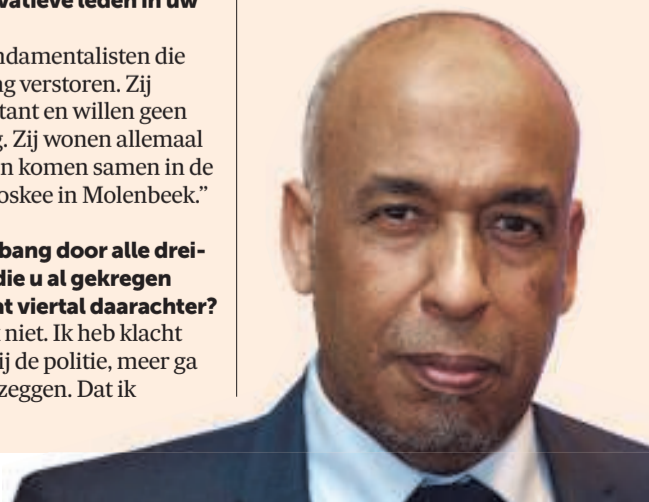 vatieve leden in uw
ndamentalisten die
ng verstoren. Zij
tant en willen geen
g. Zij wonen allemaal
n komen samen in de
oskee in Molenbeek.”
bang door alle drei-
die u al gekregen
at viertal daarachter?
niet. Ik heb klacht
ij de politie, meer ga
zeggen. Dat ik